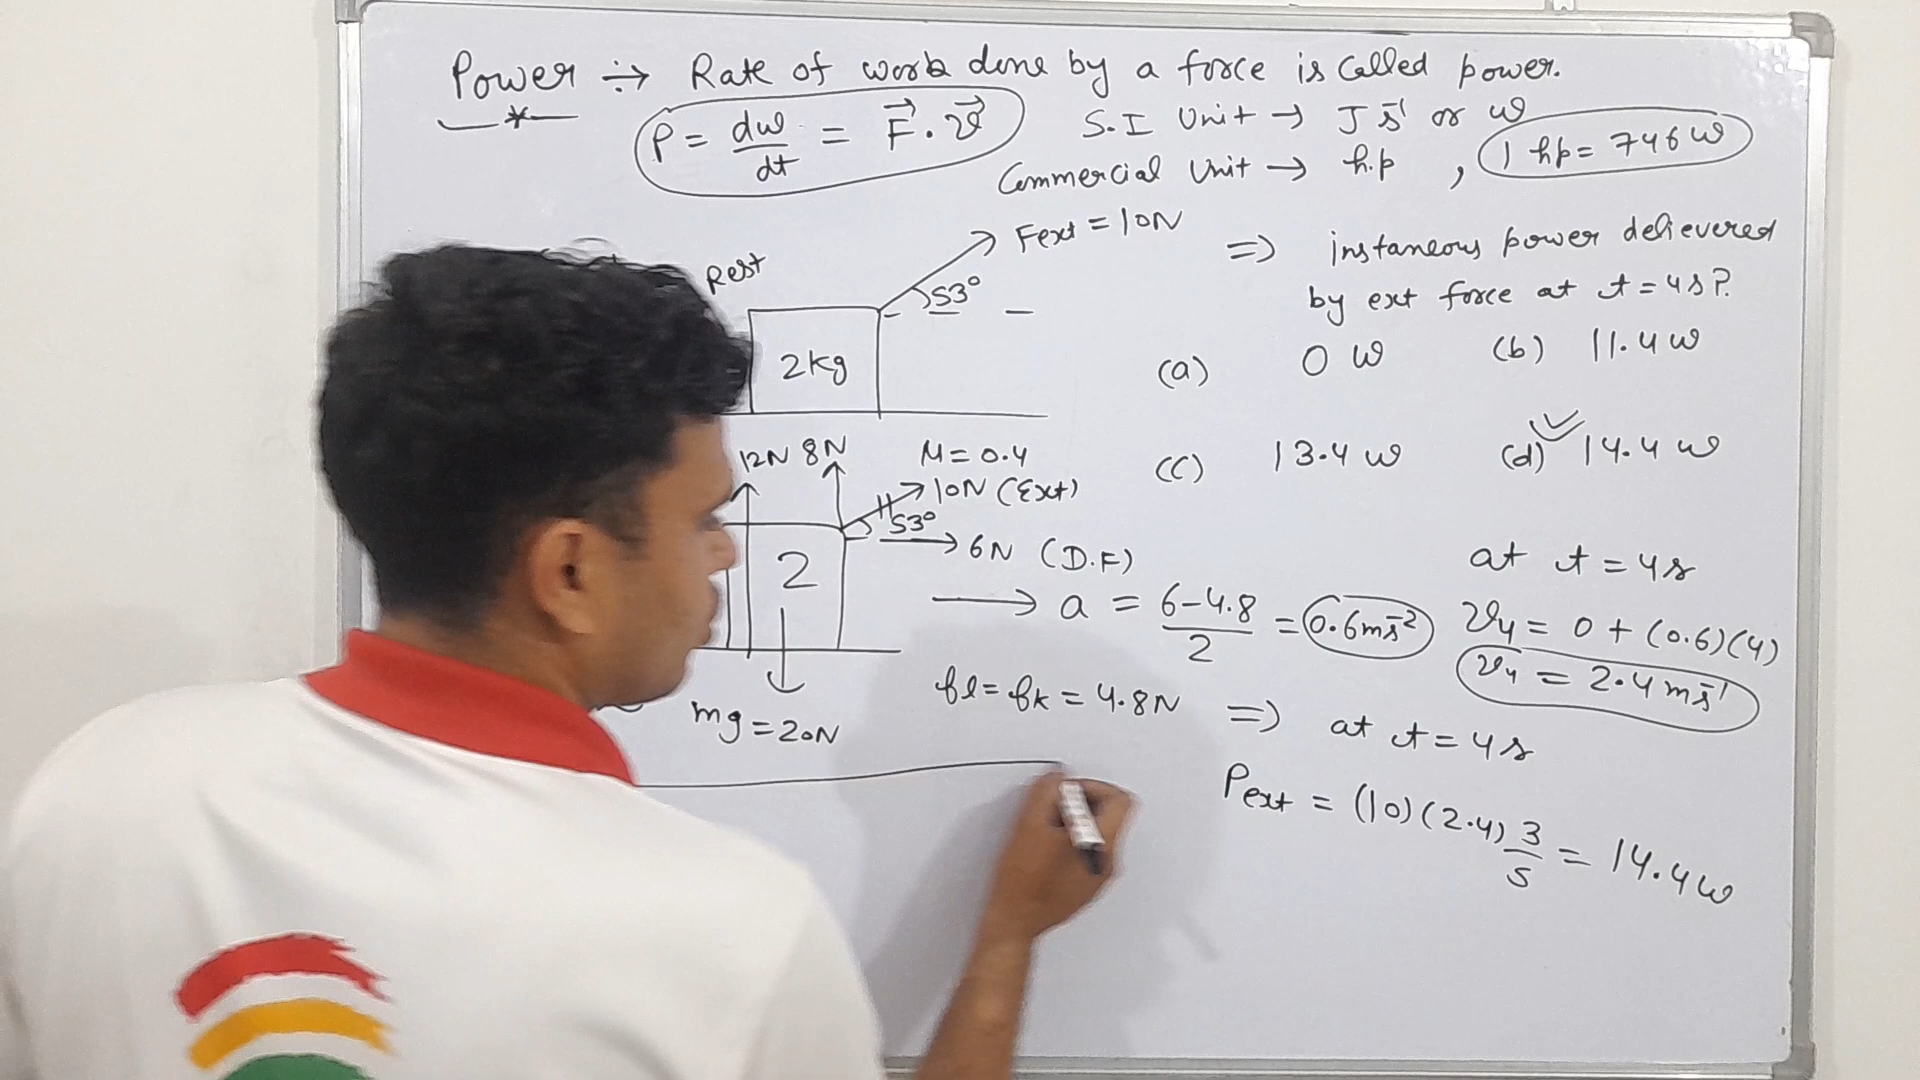 Power ÷→ Rate of work done by a force is called power.
P = dw/dt = F⃗ . v⃗
S.I Unit → J s⁻¹ or w
Commercial Unit → h.p , 1 hp = 746 w
Rest
Fext = 10N
53°
2kg
⇒ instaneous power delievered
by ext force at t = 4s?
(a) 0 w (b) 11.4 w
(c) 13.4 w (d) 14.4 w
12N 8N
μ = 0.4
10N (Ext)
53°
6N (D.F)
2
→ a = 6-4.8/2 = 0.6 ms⁻²
mg = 20N
fl = fk = 4.8N
at t = 4s
v4 = 0 + (0.6)(4)
v4 = 2.4 ms⁻¹
⇒ at t = 4s
Pext = (10)(2.4) 3/5 = 14.4 w